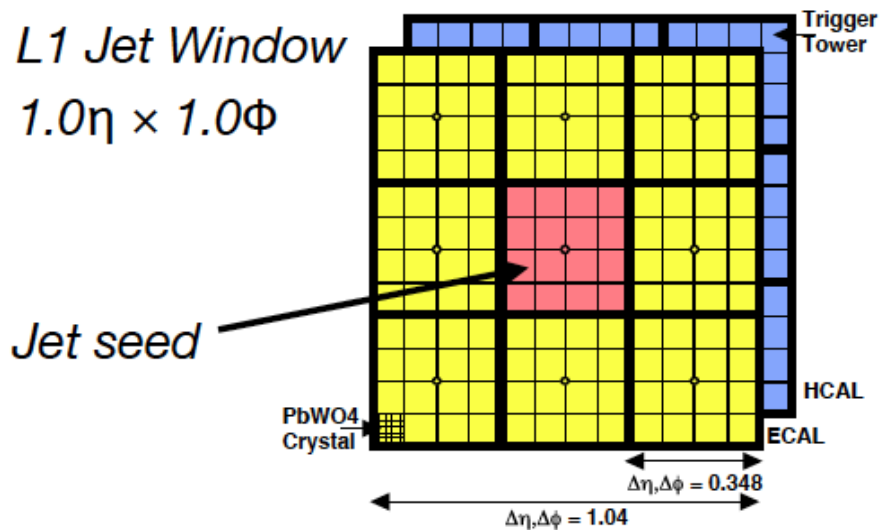 L1 Jet Window
1.0η × 1.0Φ
Trigger
Tower
Jet seed
PbWO4
Crystal
HCAL
ECAL
Δη,Δϕ = 0.348
Δη,Δϕ = 1.04